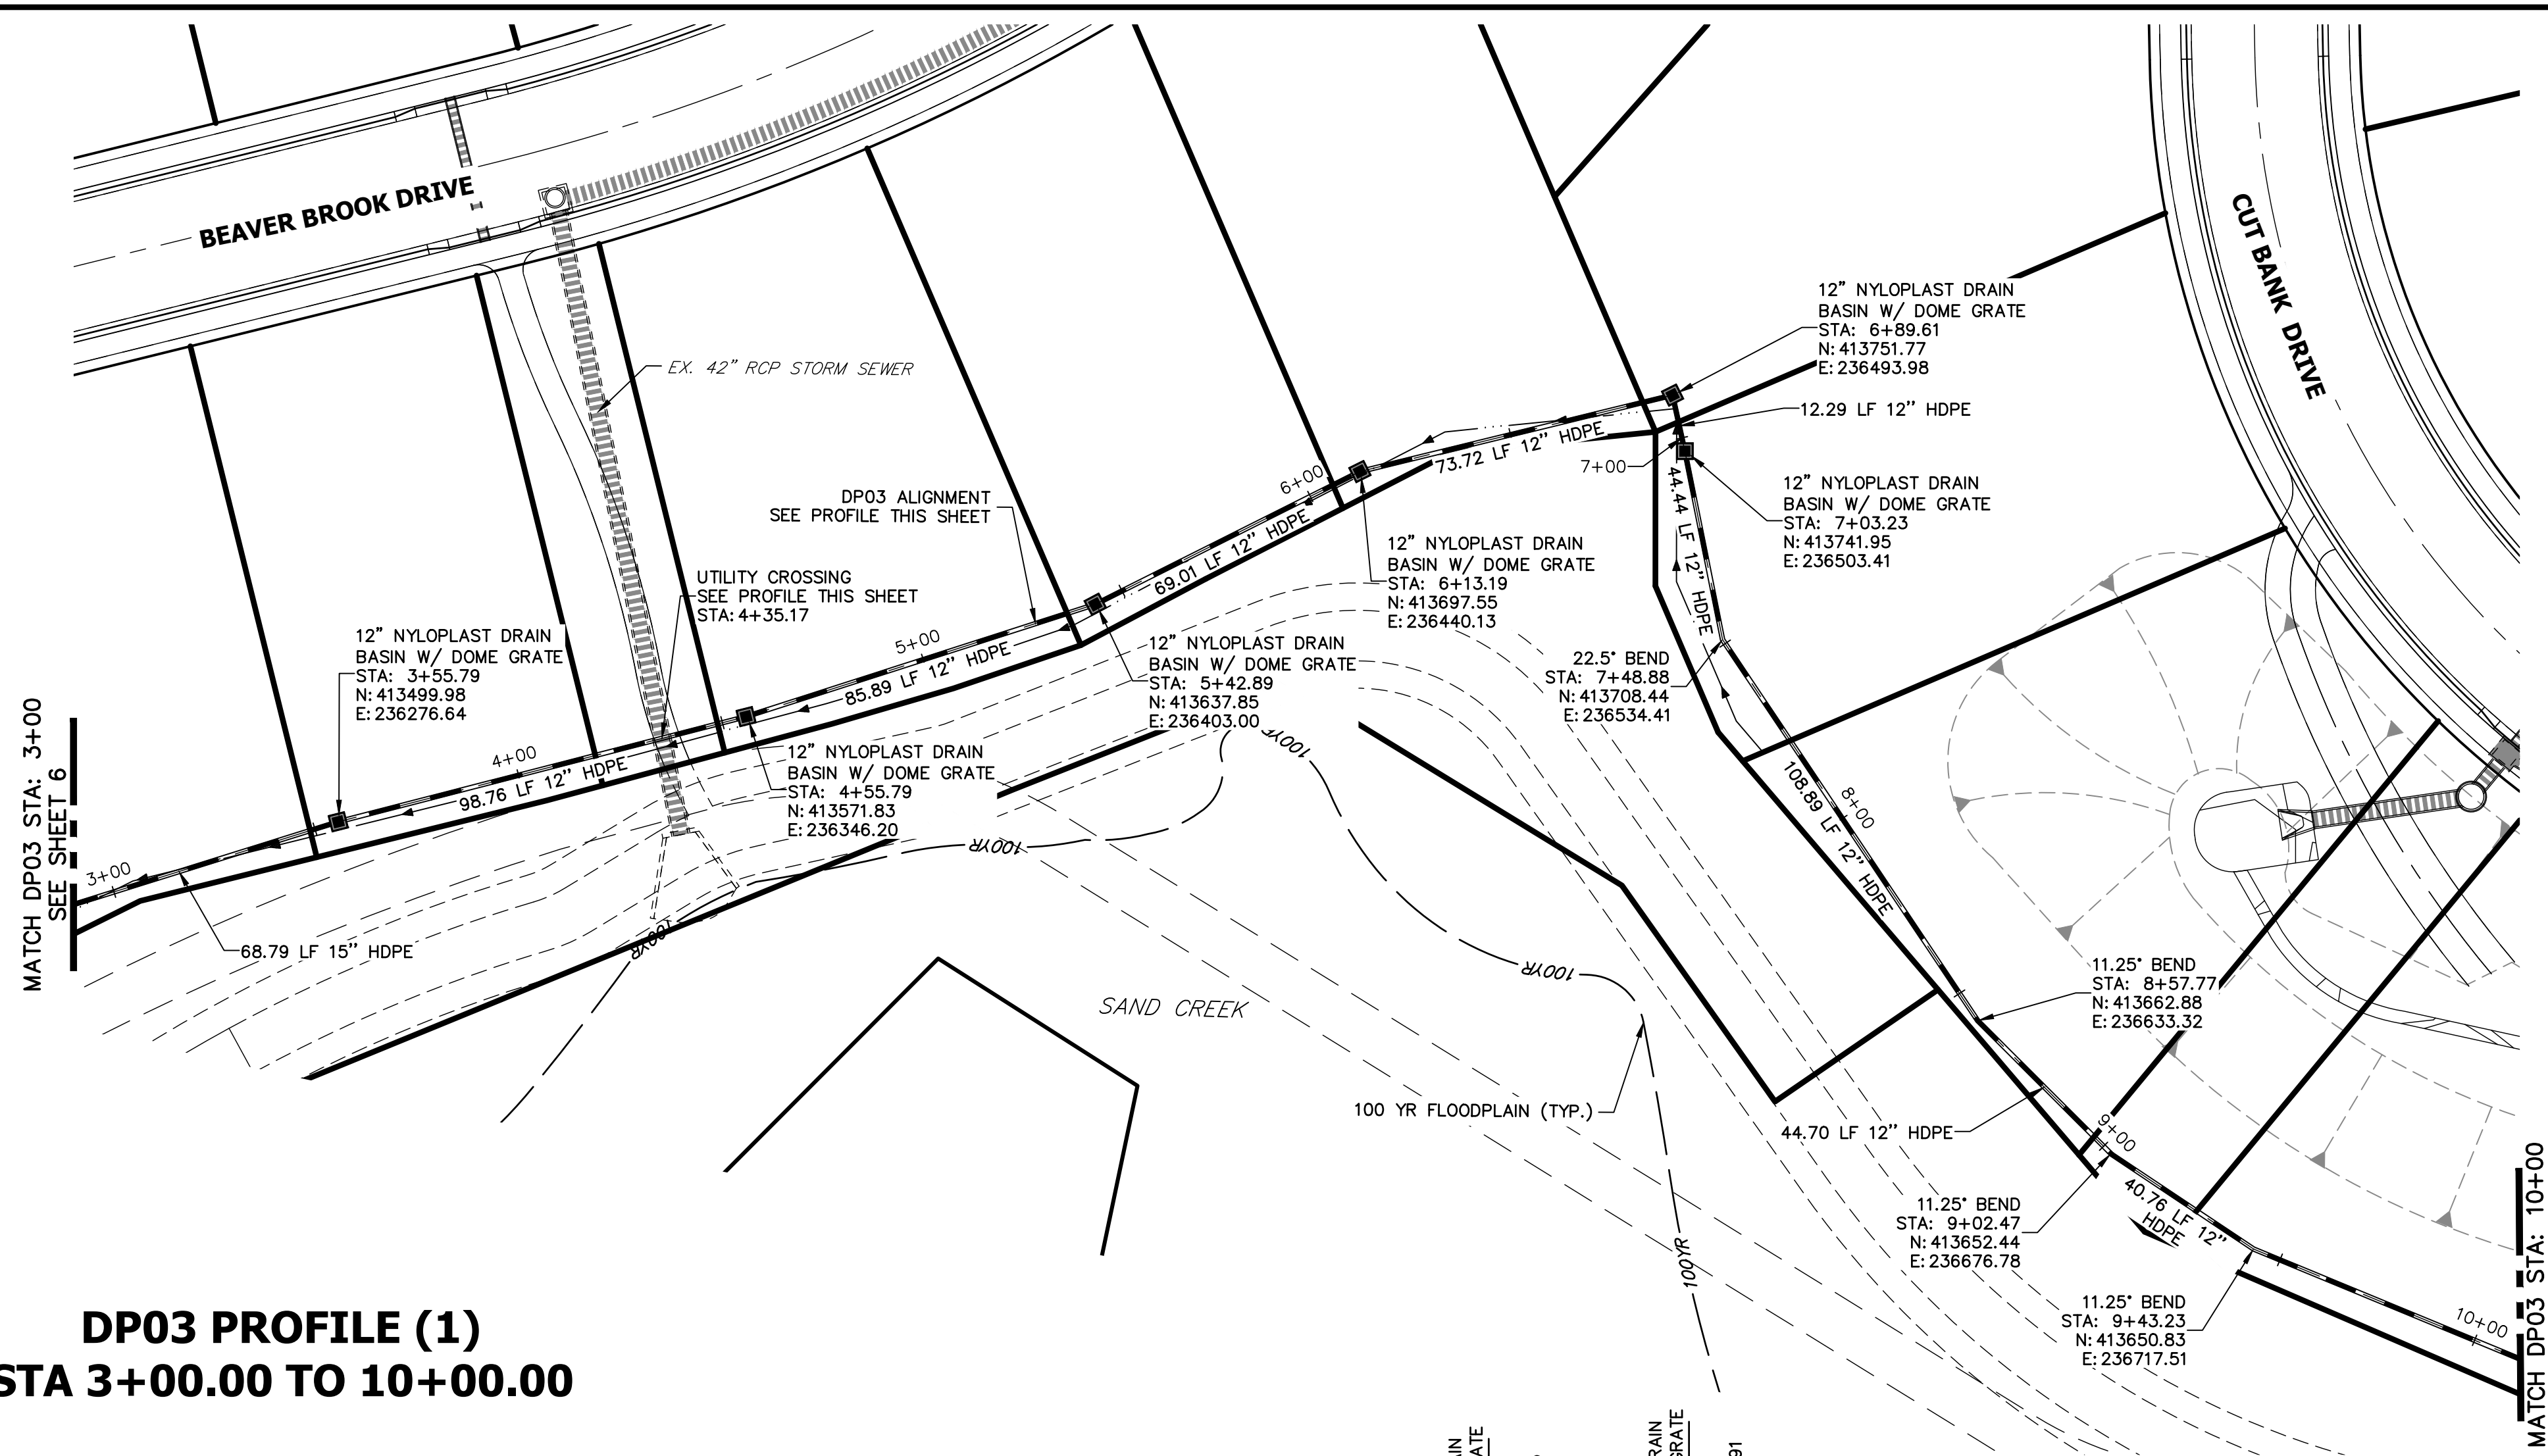 BEAVER BROOK DRIVE
CUT BANK DRIVE
EX. 42" RCP STORM SEWER
12" NYLOPLAST DRAIN
BASIN W/ DOME GRATE
STA: 6+89.61
N: 413751.77
E: 236493.98
12.29 LF 12" HDPE
73.72 LF 12" HDPE
7+00
12" NYLOPLAST DRAIN
BASIN W/ DOME GRATE
STA: 7+03.23
N: 413741.95
E: 236503.41
44.44 LF 12" HDPE
6+00
DP03 ALIGNMENT
SEE PROFILE THIS SHEET
69.01 LF 12" HDPE
12" NYLOPLAST DRAIN
BASIN W/ DOME GRATE
STA: 6+13.19
N: 413697.55
E: 236440.13
UTILITY CROSSING
SEE PROFILE THIS SHEET
STA: 4+35.17
5+00
85.89 LF 12" HDPE
12" NYLOPLAST DRAIN
BASIN W/ DOME GRATE
STA: 5+42.89
N: 413637.85
E: 236403.00
12" NYLOPLAST DRAIN
BASIN W/ DOME GRATE
STA: 3+55.79
N: 413499.98
E: 236276.64
22.5° BEND
STA: 7+48.88
N: 413708.44
E: 236534.41
4+00
98.76 LF 12" HDPE
12" NYLOPLAST DRAIN
BASIN W/ DOME GRATE
STA: 4+55.79
N: 413571.83
E: 236346.20
MATCH DP03 STA: 3+00
SEE SHEET 6
3+00
68.79 LF 15" HDPE
100YR
100YR
100YR
100YR
100YR
8+00
108.89 LF 12" HDPE
SAND CREEK
11.25° BEND
STA: 8+57.77
N: 413662.88
E: 236633.32
100 YR FLOODPLAIN (TYP.)
44.70 LF 12" HDPE
9+00
40.76 LF 12"
HDPE
11.25° BEND
STA: 9+02.47
N: 413652.44
E: 236676.78
11.25° BEND
STA: 9+43.23
N: 413650.83
E: 236717.51
10+00
MATCH DP03 STA: 10+00
DP03 PROFILE (1)
STA 3+00.00 TO 10+00.00